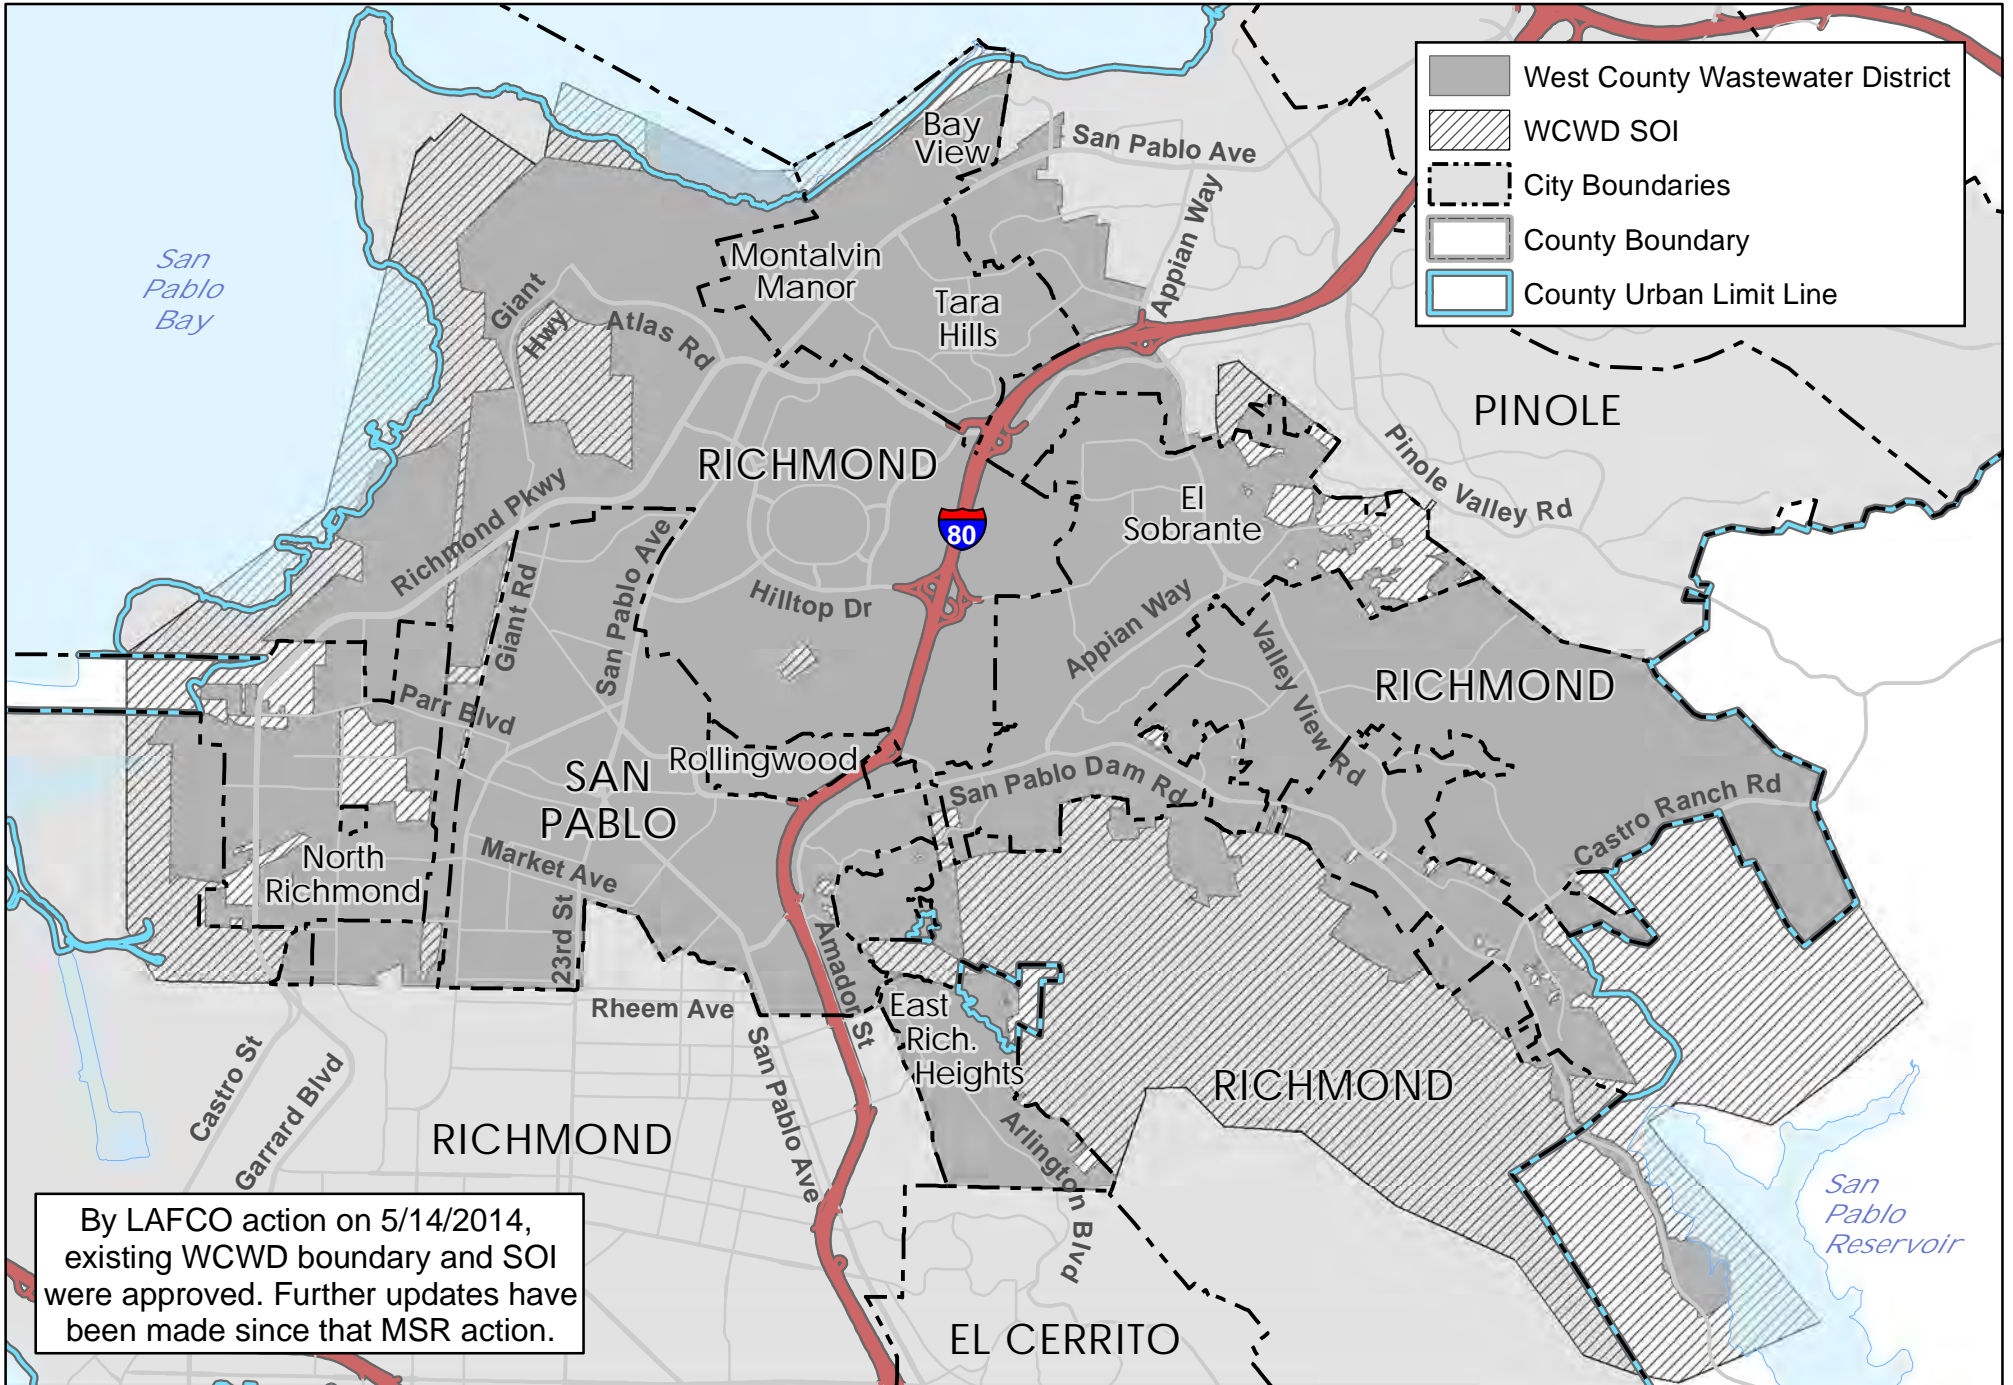 West County Wastewater District
WCWD SOI
City Boundaries
County Boundary
County Urban Limit Line
Bay
View
San Pablo Ave
Appian Way
San
Pablo
Bay
Montalvin
Manor
Tara
Hills
Giant
Hwy
Atlas Rd
PINOLE
RICHMOND
Pinole Valley Rd
El
Sobrante
80
Richmond Pkwy
San Pablo Ave
Giant Rd
Hilltop Dr
Appian Way
Valley View Rd
RICHMOND
Parr Blvd
Rollingwood
SAN
PABLO
San Pablo Dam Rd
Castro Ranch Rd
Market Ave
North
Richmond
23rd St
Amador St
Rheem Ave
East
Rich.
Heights
San Pablo Ave
Castro St
Garrard Blvd
RICHMOND
RICHMOND
Arlington Blvd
San
Pablo
Reservoir
EL CERRITO
By LAFCO action on 5/14/2014,
existing WCWD boundary and SOI
were approved. Further updates have
been made since that MSR action.